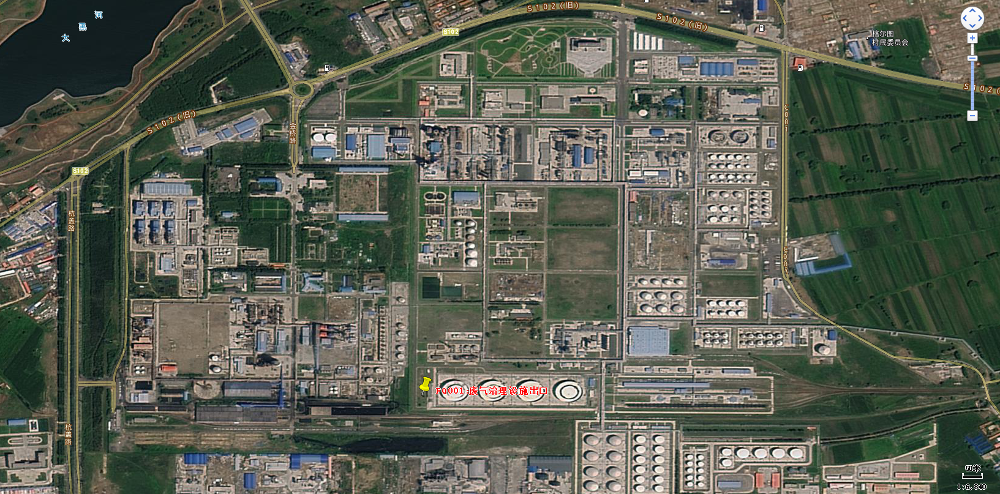 S102(旧)
S102(旧)
河
黑
大
S102
格尔图
村民委员会
S102(
C001
S102(旧)
金桥路
S102
杭盖路
C001
FQ001:废气治理设施出口
杭盖路
50米
1:6,840